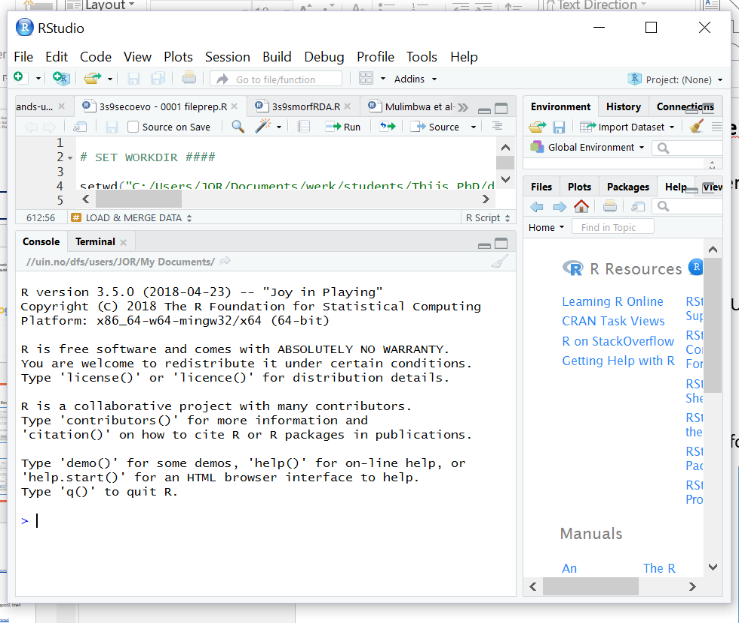 Layout
Text Direction
RStudio
File Edit Code View Plots Session Build Debug Profile Tools Help
Go to file/function
Addins
Project: (None)
ands-u...
3s9secoevo - 0001 fileprep.R
3s9smorfRDA.R
Mulimbwa et al-
Source on Save
Run
Source
1
2 # SET WORKDIR ####
3
4 setwd("C:/Users/JOR/Documents/werk/students/Thijs PhD/d
5
612:56 # LOAD & MERGE DATA R Script
Console Terminal
//uin.no/dfs/users/JOR/My Documents/
R version 3.5.0 (2018-04-23) -- "Joy in Playing"
Copyright (C) 2018 The R Foundation for Statistical Computing
Platform: x86_64-w64-mingw32/x64 (64-bit)
R is free software and comes with ABSOLUTELY NO WARRANTY.
You are welcome to redistribute it under certain conditions.
Type 'license()' or 'licence()' for distribution details.
R is a collaborative project with many contributors.
Type 'contributors()' for more information and
'citation()' on how to cite R or R packages in publications.
Type 'demo()' for some demos, 'help()' for on-line help, or
'help.start()' for an HTML browser interface to help.
Type 'q()' to quit R.
>
Environment History Connections
Import Dataset
Global Environment
Files Plots Packages Help View
Home Find in Topic
R Resources
Learning R Online
CRAN Task Views
R on StackOverflow
Getting Help with R
RSt
Sup
RSt
Co
For
RSt
She
RSt
the
RSt
Pac
RSt
Pro
Manuals
An The R